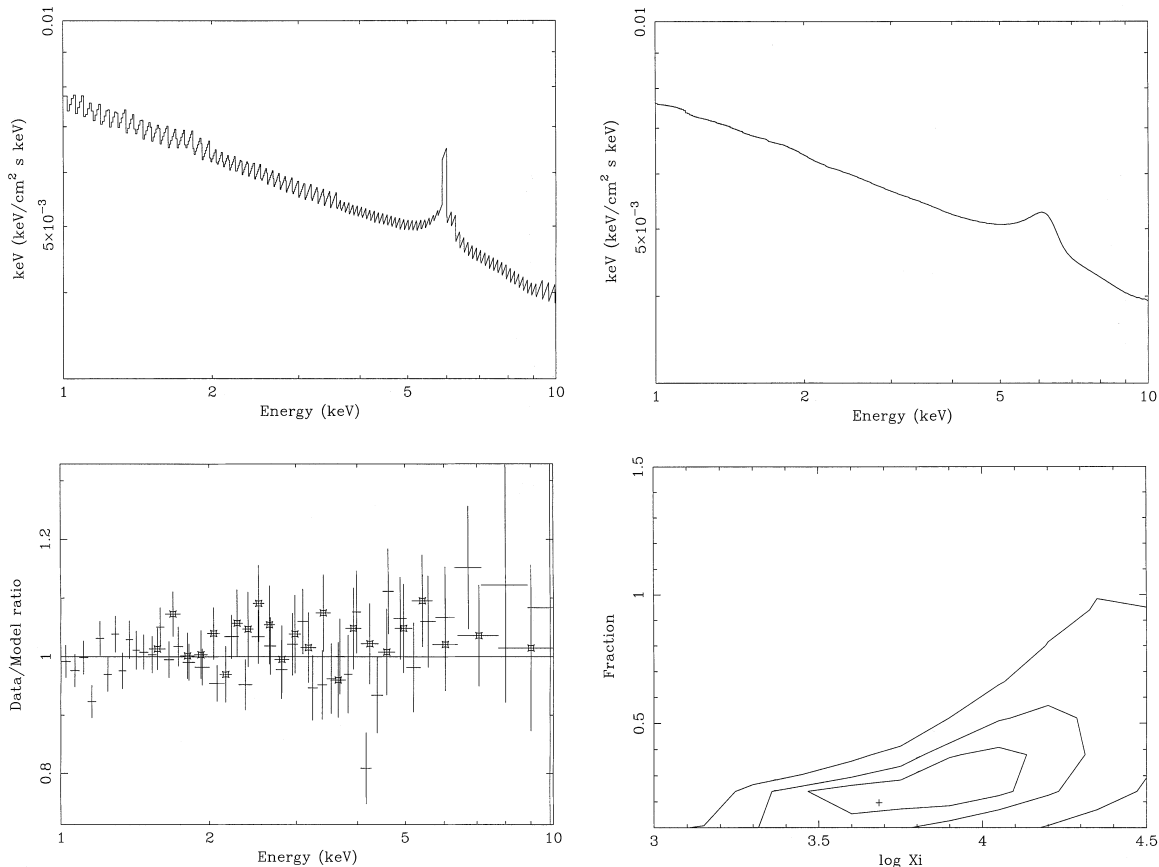 0.01
5×10⁻³
keV (keV/cm² s keV)
1 2 5 10
Energy (keV)
0.01
5×10⁻³
keV (keV/cm² s keV)
1 2 5 10
Energy (keV)
1.2
1
0.8
Data/Model ratio
1 2 5 10
Energy (keV)
1.5
1
0.5
Fraction
3 3.5 4 4.5
log Xi